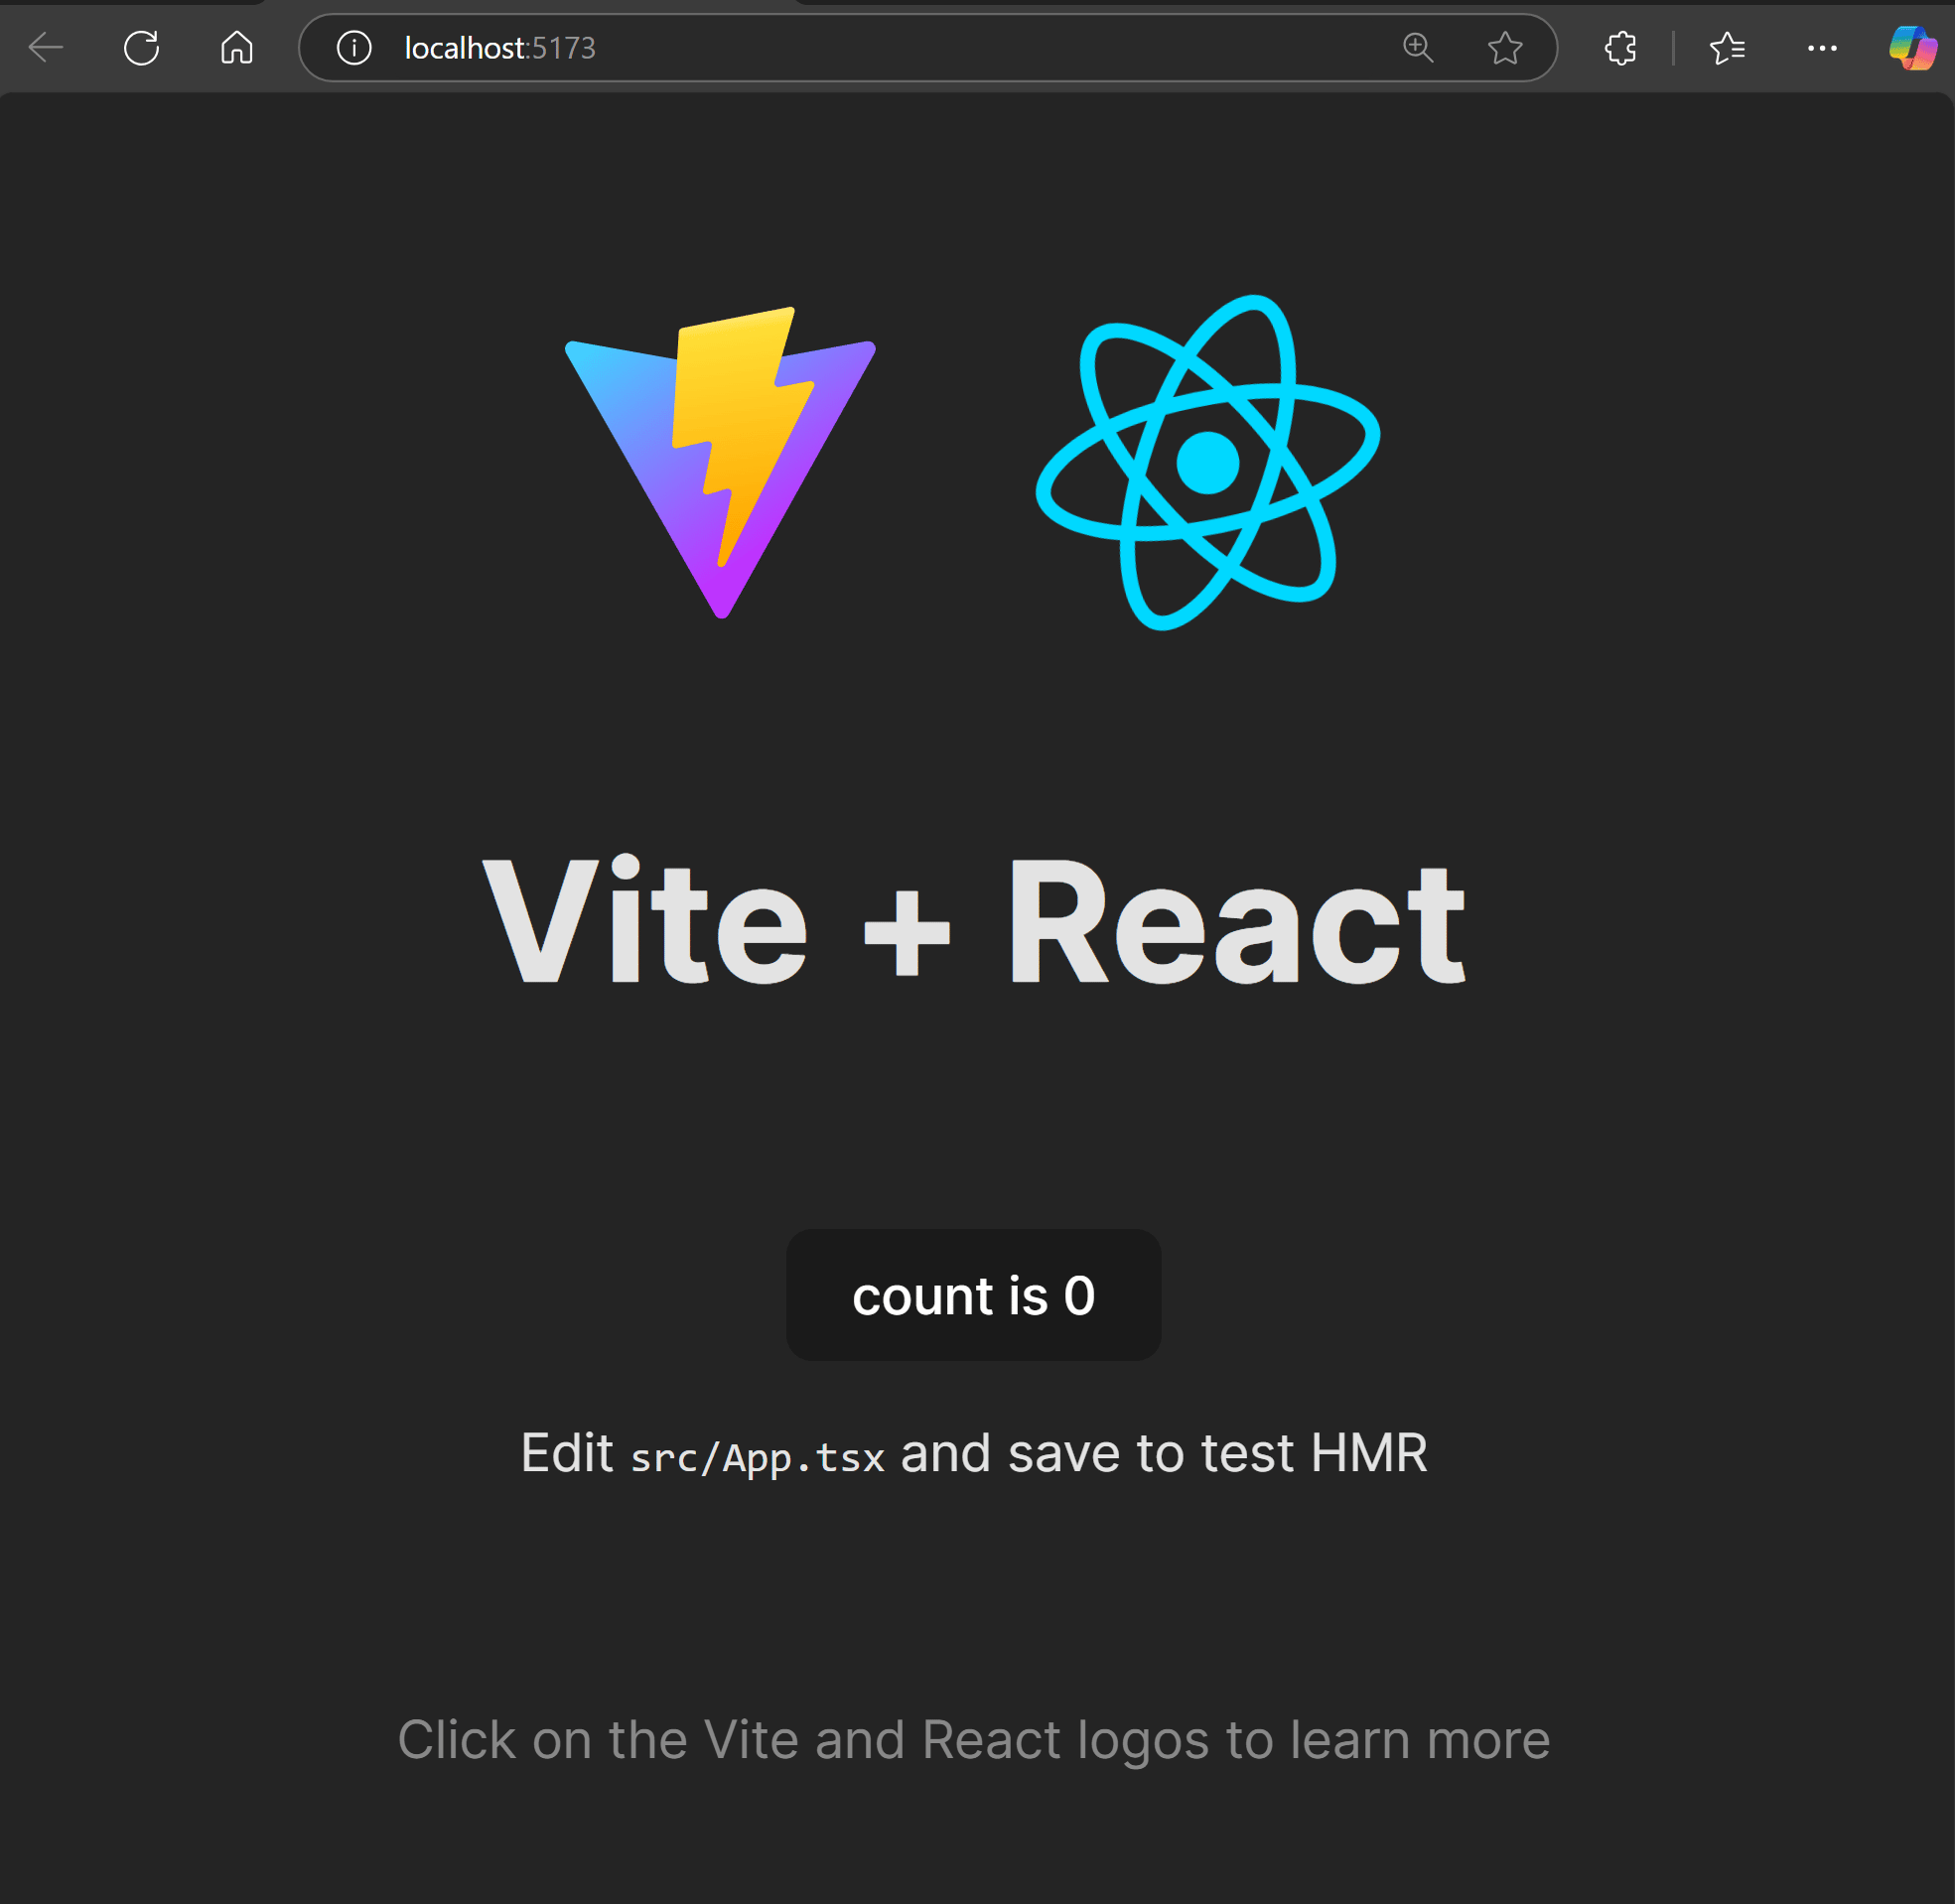 localhost:5173
Vite + React
count is 0
Edit src/App.tsx and save to test HMR
Click on the Vite and React logos to learn more